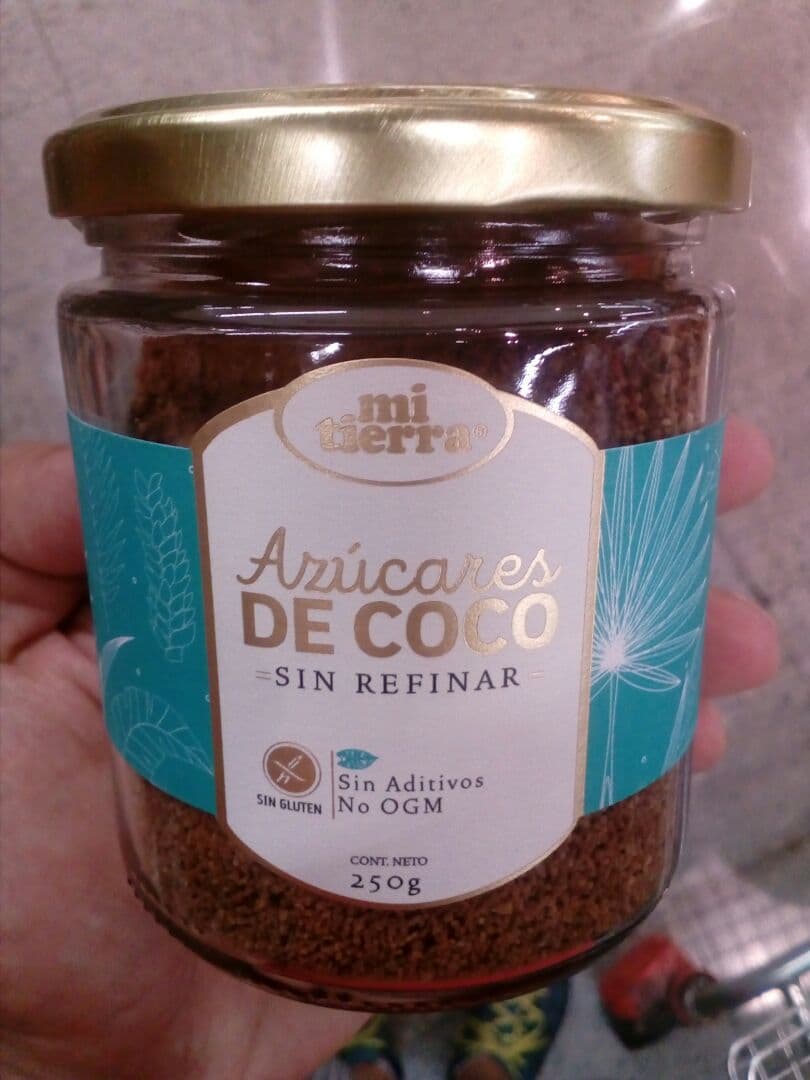 mi
tierra®
Azúcares
DE COCO
SIN REFINAR
SIN GLUTEN
Sin Aditivos
No OGM
CONT. NETO
250g